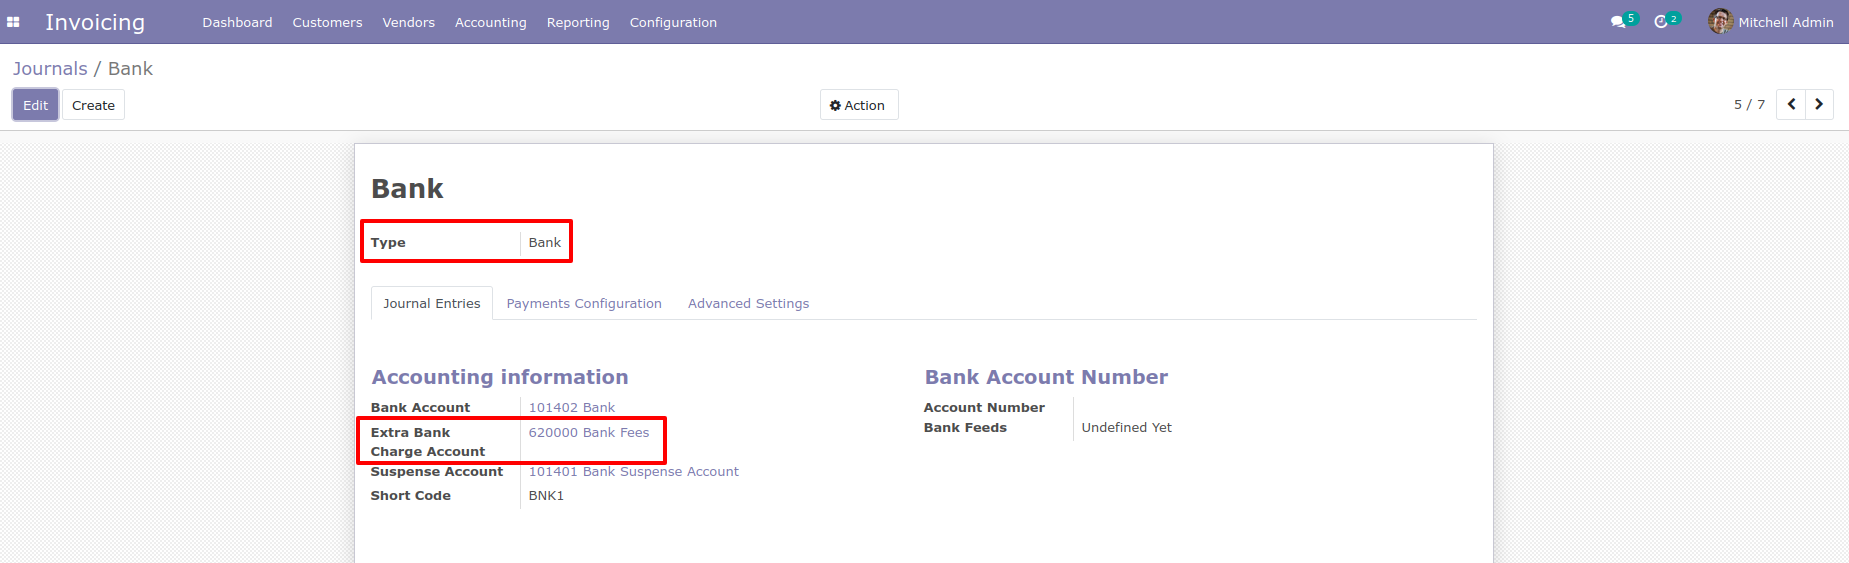 Invoicing Dashboard Customers Vendors Accounting Reporting Configuration 5 2 Mitchell Admin
Journals / Bank
Edit Create Action 5 / 7
Bank
Type Bank
Journal Entries Payments Configuration Advanced Settings
Accounting information
Bank Account 101402 Bank
Extra Bank 620000 Bank Fees
Charge Account
Suspense Account 101401 Bank Suspense Account
Short Code BNK1
Bank Account Number
Account Number
Bank Feeds Undefined Yet